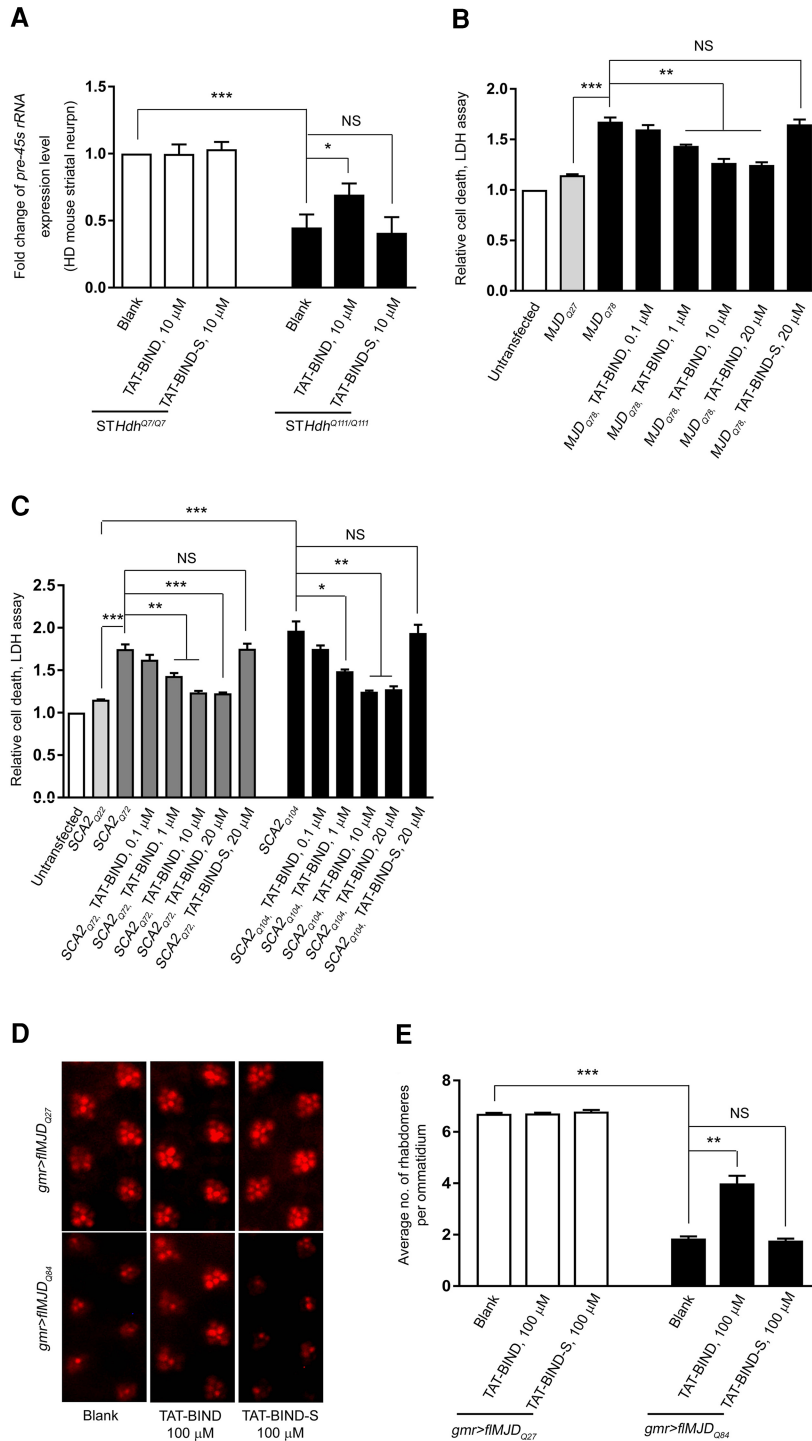 A
Fold change of pre-45s rRNA
expression level
(HD mouse striatal neurpn)
1.5
1.0
0.5
0.0
***
NS
*
Blank
TAT-BIND, 10 μM
TAT-BIND-S, 10 μM
Blank
TAT-BIND, 10 μM
TAT-BIND-S, 10 μM
STHdhQ7/Q7
STHdhQ111/Q111
B
Relative cell death, LDH assay
2.0
1.5
1.0
0.5
0.0
NS
***
**
Untransfected
MJDQ27
MJDQ78
MJDQ78, TAT-BIND, 0.1 μM
MJDQ78, TAT-BIND, 1 μM
MJDQ78, TAT-BIND, 10 μM
MJDQ78, TAT-BIND, 20 μM
MJDQ78, TAT-BIND-S, 20 μM
C
Relative cell death, LDH assay
2.5
2.0
1.5
1.0
0.0
***
NS
***
**
***
NS
**
*
Untransfected
SCA2Q22
SCA2Q72
SCA2Q72, TAT-BIND, 0.1 μM
SCA2Q72, TAT-BIND, 1 μM
SCA2Q72, TAT-BIND, 10 μM
SCA2Q72, TAT-BIND, 20 μM
SCA2Q72, TAT-BIND-S, 20 μM
SCA2Q104
SCA2Q104, TAT-BIND, 0.1 μM
SCA2Q104, TAT-BIND, 1 μM
SCA2Q104, TAT-BIND, 10 μM
SCA2Q104, TAT-BIND, 20 μM
SCA2Q104, TAT-BIND-S, 20 μM
D
gmr>flMJDQ27
gmr>flMJDQ84
Blank
TAT-BIND
100 μM
TAT-BIND-S
100 μM
E
Average no. of rhabdomeres
per ommatidium
8
6
4
2
0
***
NS
**
Blank
TAT-BIND, 100 μM
TAT-BIND-S, 100 μM
Blank
TAT-BIND, 100 μM
TAT-BIND-S, 100 μM
gmr>flMJDQ27
gmr>flMJDQ84